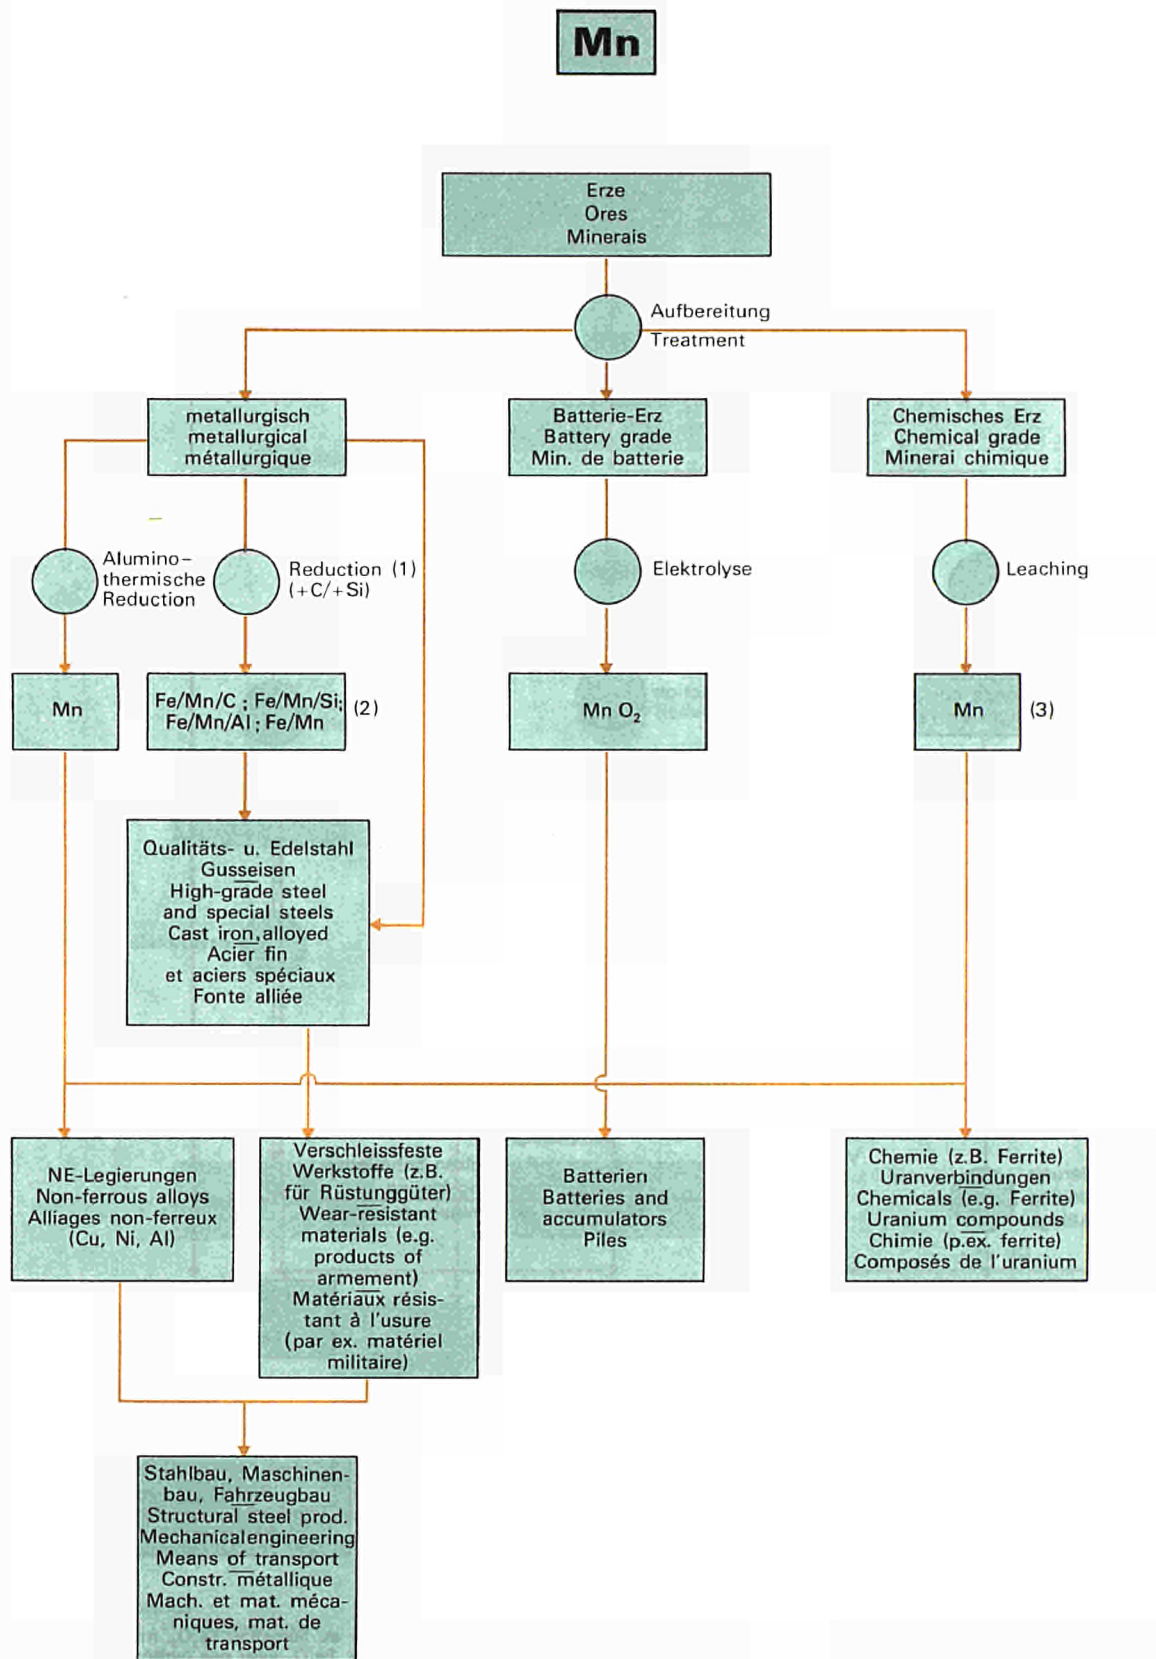 Mn
Erze
Ores
Minerais
Aufbereitung
Treatment
metallurgisch
metallurgical
métallurgique
Batterie-Erz
Battery grade
Min. de batterie
Chemisches Erz
Chemical grade
Minerai chimique
Alumino-
thermische
Reduction
Reduction (1)
(+C/+Si)
Elektrolyse
Leaching
Mn
Fe/Mn/C ; Fe/Mn/Si;
Fe/Mn/Al ; Fe/Mn
(2)
Mn O₂
Mn
(3)
Qualitäts- u. Edelstahl
Gusseisen
High-grade steel
and special steels
Cast iron, alloyed
Acier fin
et aciers spéciaux
Fonte alliée
NE-Legierungen
Non-ferrous alloys
Alliages non-ferreux
(Cu, Ni, Al)
Verschleissfeste
Werkstoffe (z.B.
für Rüstunggüter)
Wear-resistant
materials (e.g.
products of
armement)
Matériaux résis-
tant à l'usure
(par ex. matériel
militaire)
Batterien
Batteries and
accumulators
Piles
Chemie (z.B. Ferrite)
Uranverbindungen
Chemicals (e.g. Ferrite)
Uranium compounds
Chimie (p.ex. ferrite)
Composés de l'uranium
Stahlbau, Maschinen-
bau, Fahrzeugbau
Structural steel prod.
Mechanical engineering
Means of transport
Constr. métallique
Mach. et mat. méca-
niques, mat. de
transport